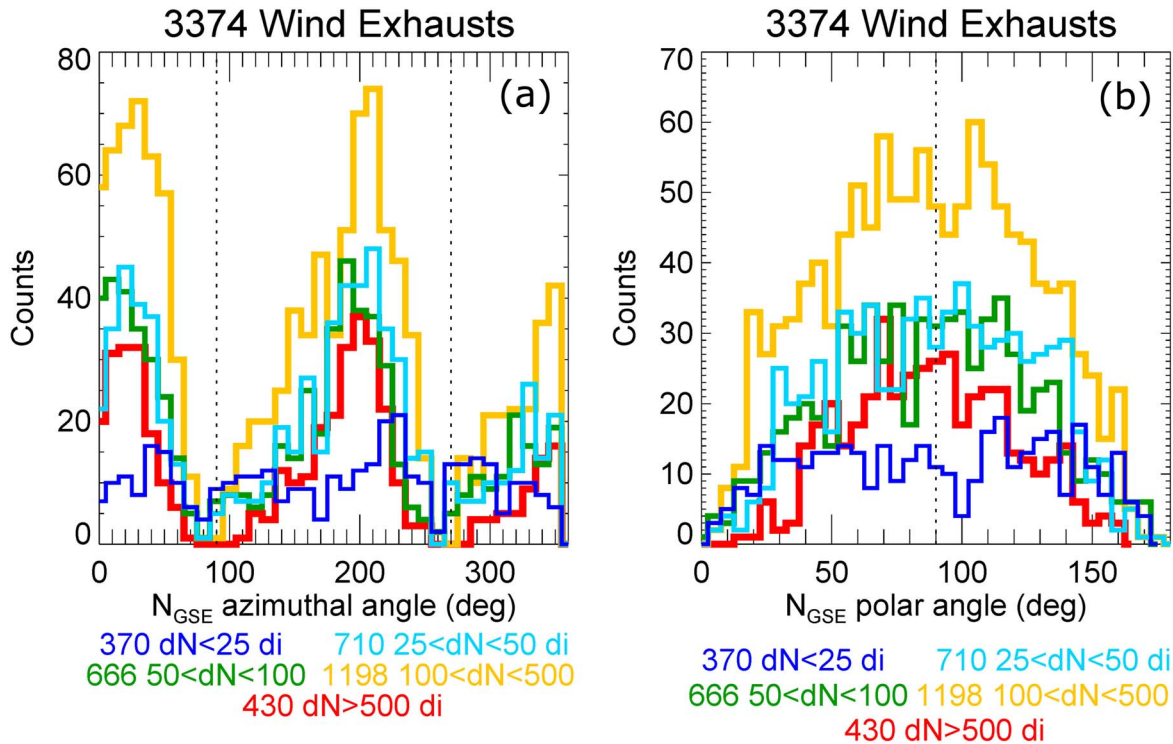 3374 Wind Exhausts
(a)
80
60
40
20
0
Counts
0 100 200 300
N_GSE azimuthal angle (deg)
370 dN<25 di 710 25<dN<50 di
666 50<dN<100 1198 100<dN<500
430 dN>500 di
3374 Wind Exhausts
(b)
70
60
50
40
30
20
10
0
Counts
0 50 100 150
N_GSE polar angle (deg)
370 dN<25 di 710 25<dN<50 di
666 50<dN<100 1198 100<dN<500
430 dN>500 di